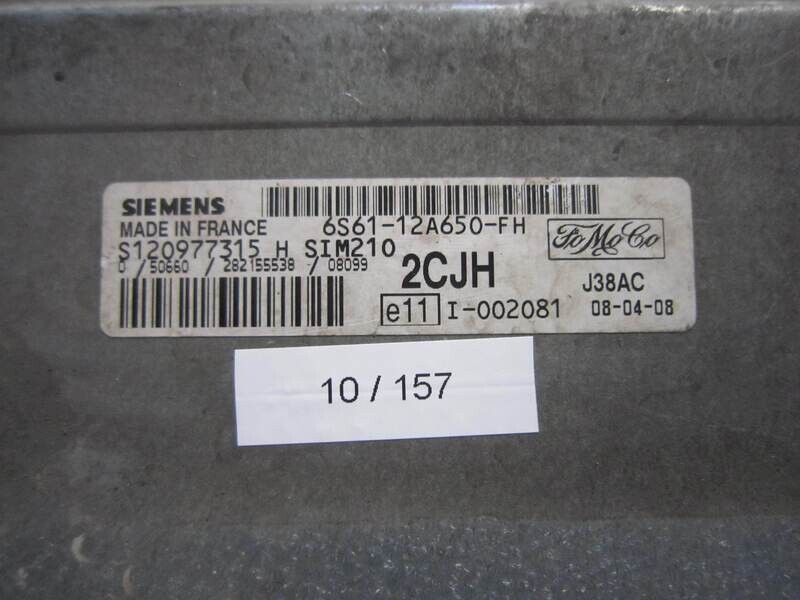 SIEMENS
MADE IN FRANCE
6S61-12A650-FH
FoMoCo
S120977315 H SIM210
0 / 50660 / 282155538 / 08099
2CJH
J38AC
e11 I-002081
08-04-08
10 / 157